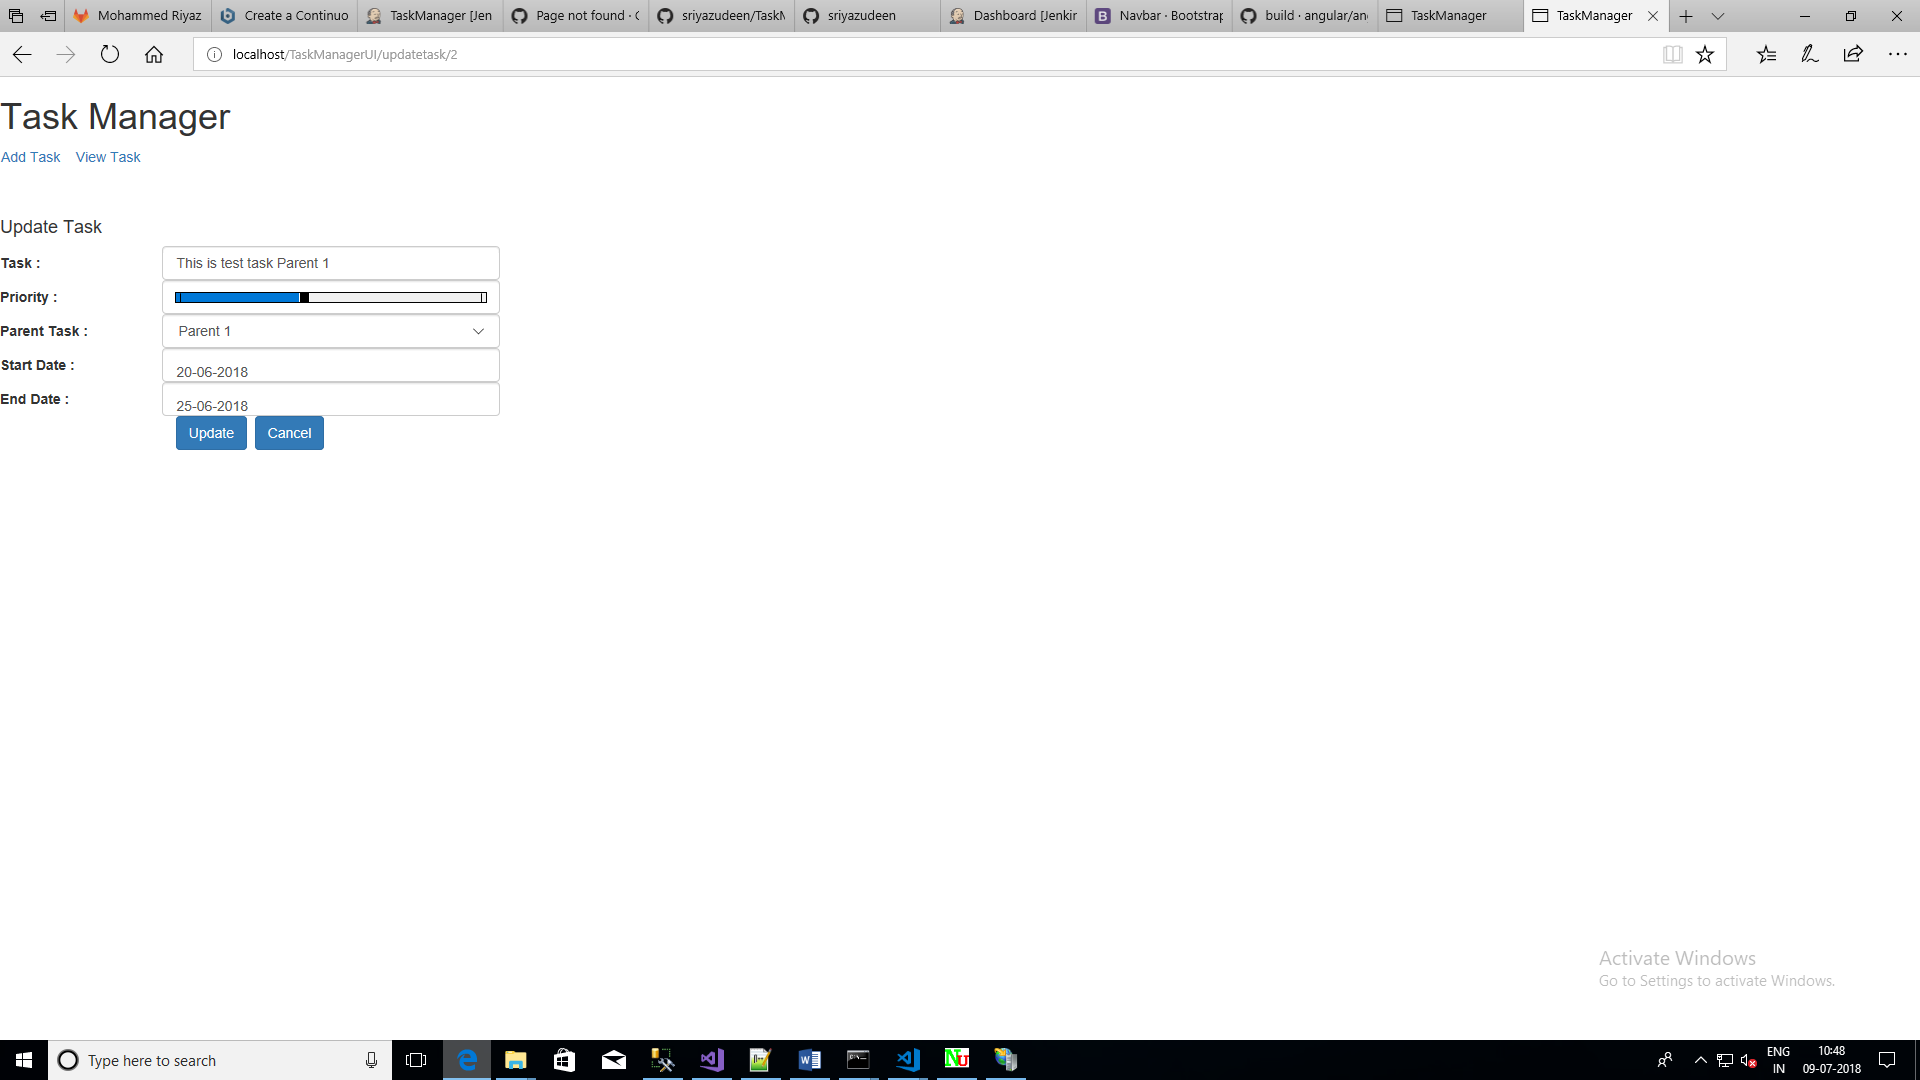 Mohammed Riyaz
Create a Continuo
TaskManager [Jen
Page not found · G
sriyazudeen/TaskM
sriyazudeen
Dashboard [Jenkin
Navbar · Bootstrap
build · angular/an
TaskManager
TaskManager
localhost/TaskManagerUI/updatetask/2
Task Manager
Add Task View Task
Update Task
Task : This is test task Parent 1
Priority :
Parent Task : Parent 1
Start Date : 20-06-2018
End Date : 25-06-2018
Update Cancel
Activate Windows
Go to Settings to activate Windows.
Type here to search
ENG
IN
10:48
09-07-2018